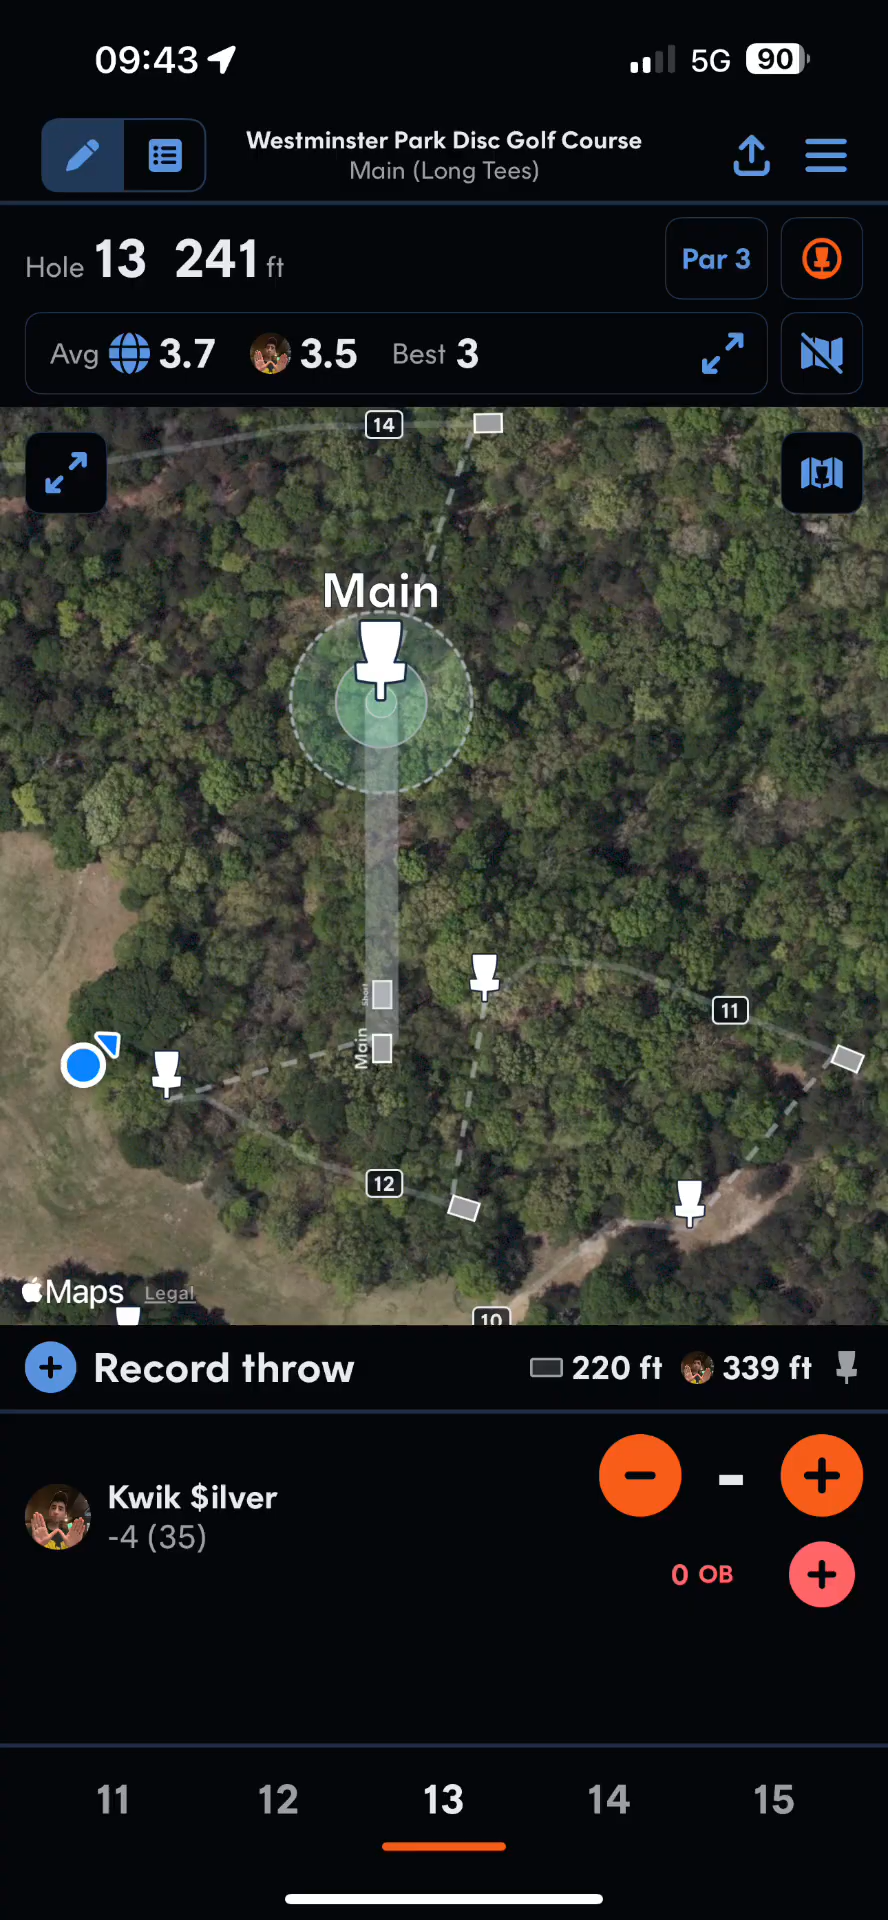 09:43 5G 90
Westminster Park Disc Golf Course
Main (Long Tees)
Hole 13 241 ft Par 3
Avg 3.7 3.5 Best 3
14
Main
Short
Main
11
12
10
Maps Legal
Record throw 220 ft 339 ft
Kwik $ilver
-4 (35)
-
0 OB
11 12 13 14 15